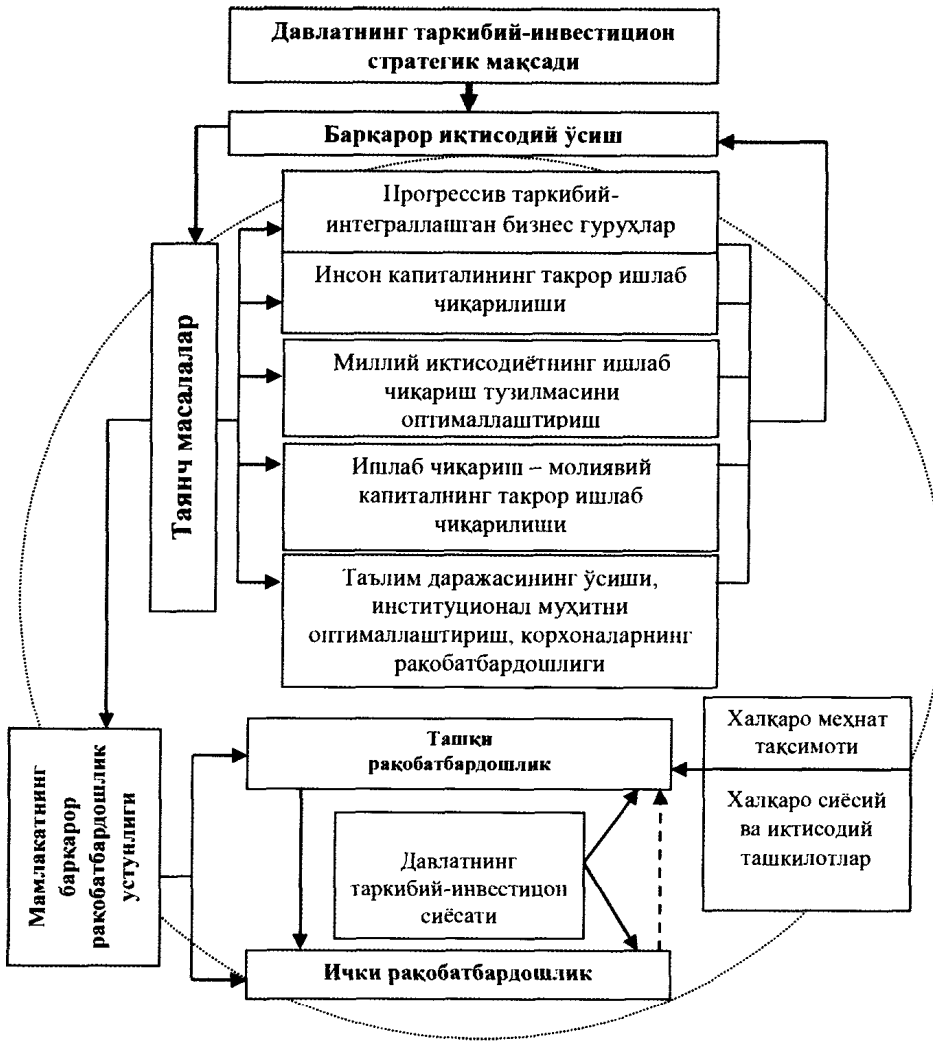 Давлатнинг таркибий-инвестицион
стратегик мақсади
Барқарор иқтисодий ўсиш
Прогрессив таркибий-
интеграллашган бизнес гуруҳлар
Инсон капиталининг такрор ишлаб
чиқарилиши
Миллий иқтисодиётнинг ишлаб
чиқариш тузилмасини
оптималлаштириш
Ишлаб чиқариш – молиявий
капиталнинг такрор ишлаб
чиқарилиши
Таълим даражасининг ўсиши,
институционал муҳитни
оптималлаштириш, корхоналарнинг
рақобатбардошлиги
Таянч масалалар
Мамлакатнинг
барқарор
рақобатбардошлик
устунлиги
Ташқи
рақобатбардошлик
Халқаро меҳнат
тақсимоти
Халқаро сиёсий
ва иқтисодий
ташкилотлар
Давлатнинг
таркибий-инвестицон
сиёсати
Ички рақобатбардошлик